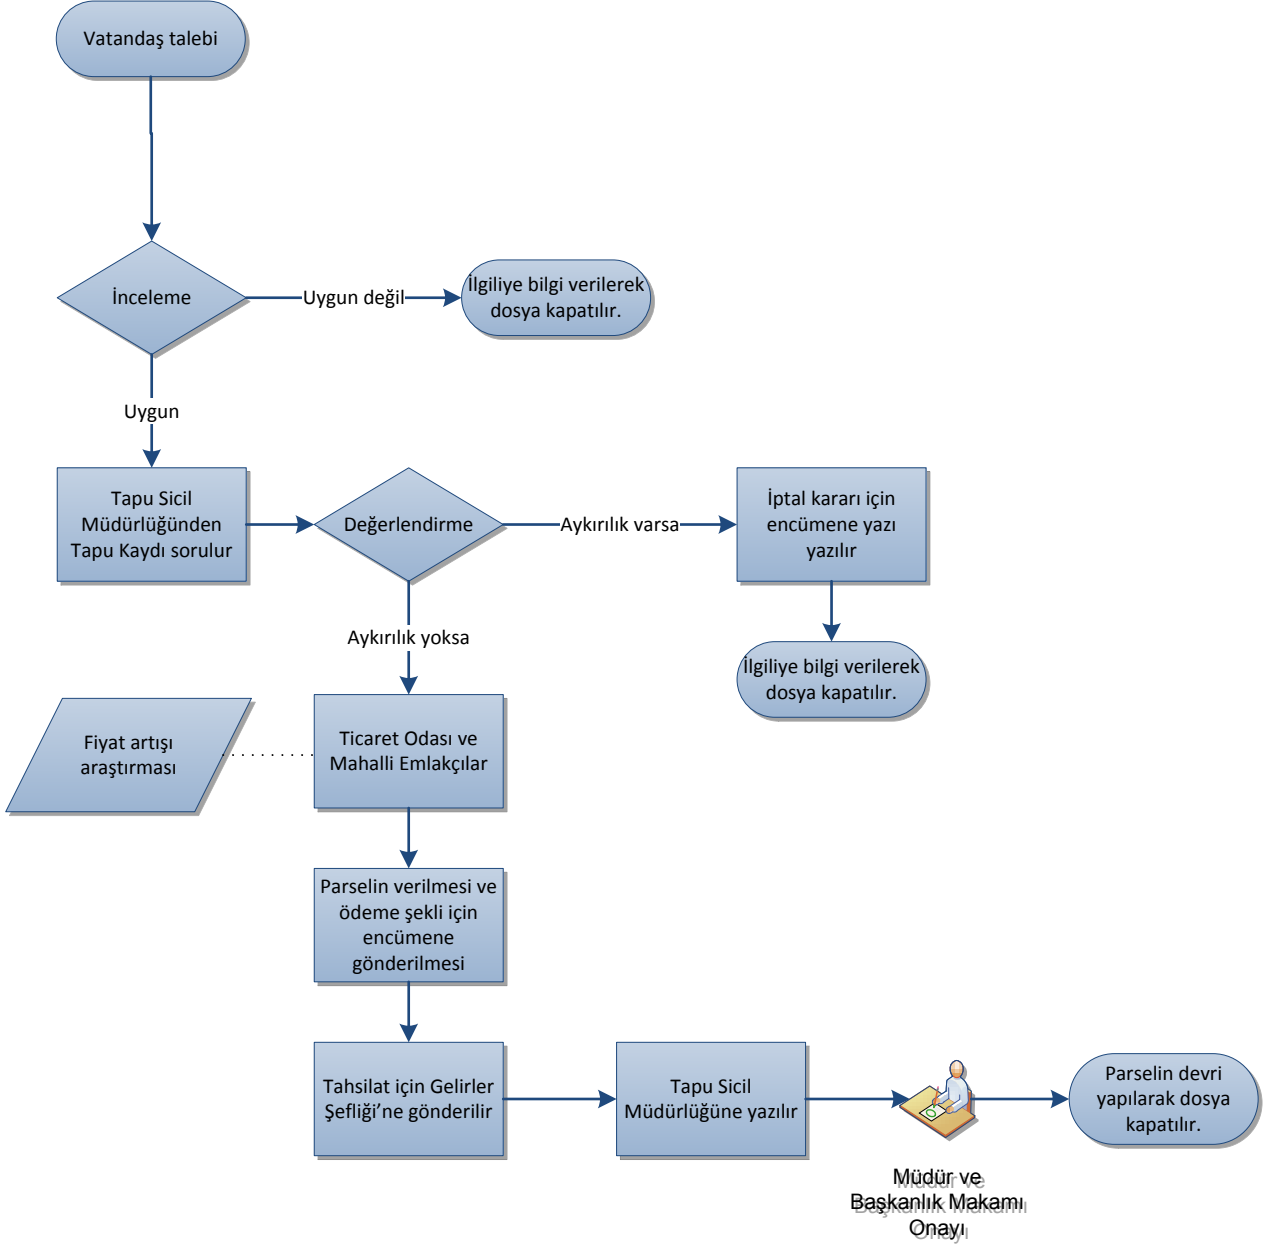 Vatandaş talebi
İnceleme
Uygun değil
İlgiliye bilgi verilerek
dosya kapatılır.
Uygun
Tapu Sicil
Müdürlüğünden
Tapu Kaydı sorulur
Değerlendirme
Aykırılık varsa
İptal kararı için
encümene yazı
yazılır
Aykırılık yoksa
İlgiliye bilgi verilerek
dosya kapatılır.
Fiyat artışı
araştırması
Ticaret Odası ve
Mahalli Emlakçılar
Parselin verilmesi ve
ödeme şekli için
encümene
gönderilmesi
Tahsilat için Gelirler
Şefliği’ne gönderilir
Tapu Sicil
Müdürlüğüne yazılır
Müdür ve
Başkanlık Makamı
Onayı
Parselin devri
yapılarak dosya
kapatılır.